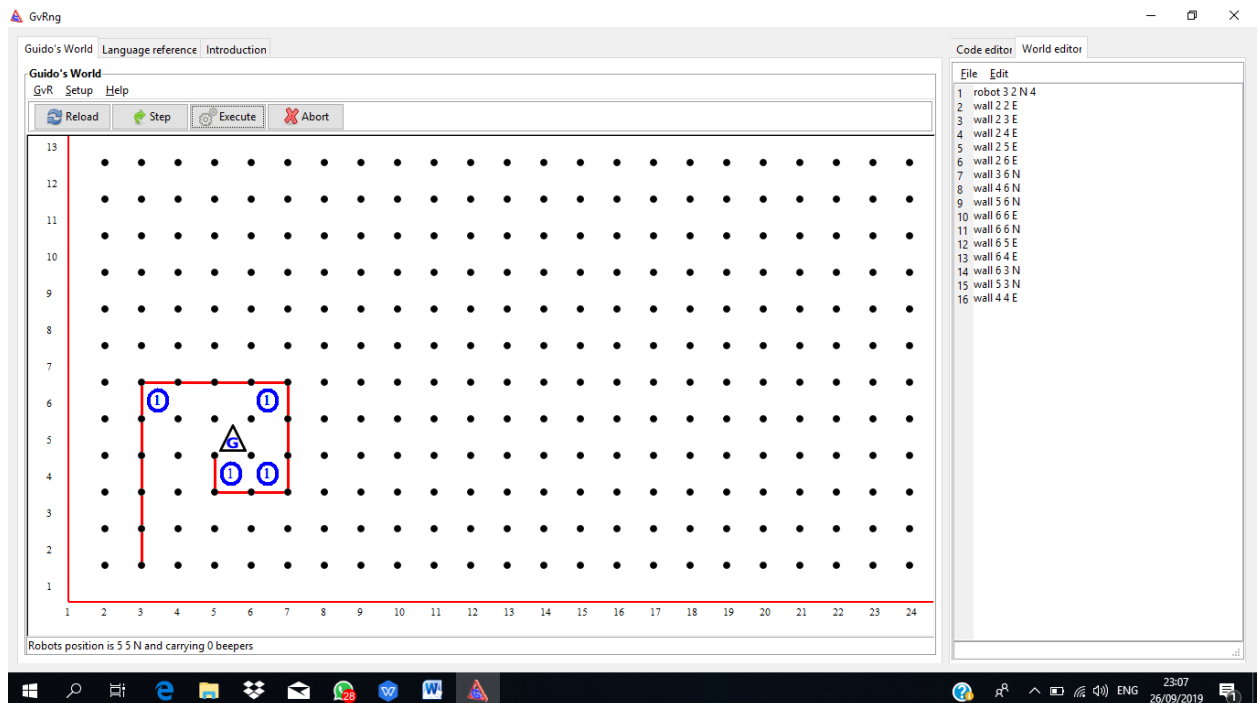 GvRng
Guido's World Language reference Introduction
Guido's World
GvR Setup Help
Reload Step Execute Abort
13
12
11
10
9
8
7
6
5
4
3
2
1
1 1
G
1 1
1 2 3 4 5 6 7 8 9 10 11 12 13 14 15 16 17 18 19 20 21 22 23 24
Robots position is 5 5 N and carrying 0 beepers
Code editor World editor
File Edit
1 robot 3 2 N 4
2 wall 2 2 E
3 wall 2 3 E
4 wall 2 4 E
5 wall 2 5 E
6 wall 2 6 E
7 wall 3 6 N
8 wall 4 6 N
9 wall 5 6 N
10 wall 6 6 E
11 wall 6 6 N
12 wall 6 5 E
13 wall 6 4 E
14 wall 6 3 N
15 wall 5 3 N
16 wall 4 4 E
28
W
ENG
23:07
26/09/2019
1